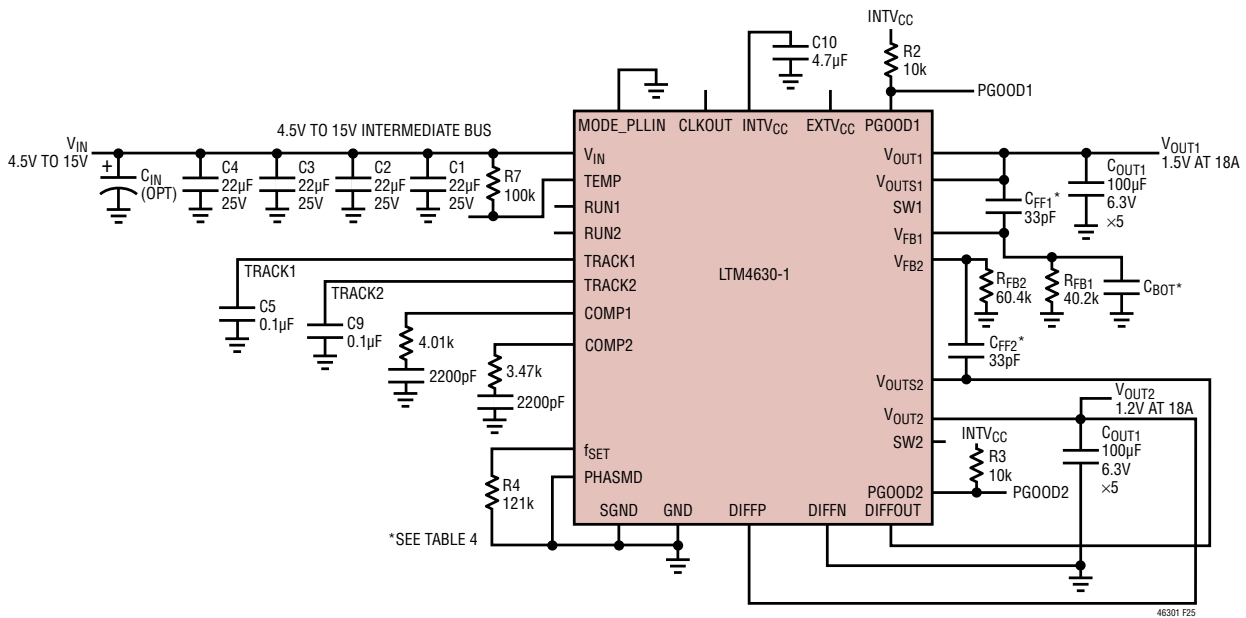 INTVCC
C10
4.7µF
R2
10k
PGOOD1
MODE_PLLIN
CLKOUT
INTVCC
EXTVCC
PGOOD1
VIN
4.5V TO 15V
4.5V TO 15V INTERMEDIATE BUS
+
CIN
(OPT)
C4
22µF
25V
C3
22µF
25V
C2
22µF
25V
C1
22µF
25V
R7
100k
VIN
TEMP
RUN1
RUN2
TRACK1
TRACK2
COMP1
COMP2
fSET
PHASMD
LTM4630-1
VOUT1
VOUTS1
SW1
VFB1
VFB2
VOUTS2
VOUT2
SW2
PGOOD2
SGND
GND
DIFFP
DIFFN
DIFFOUT
VOUT1
1.5V AT 18A
COUT1
100µF
6.3V
×5
CFF1*
33pF
RFB2
60.4k
RFB1
40.2k
CBOT*
CFF2*
33pF
TRACK1
C5
0.1µF
TRACK2
C9
0.1µF
4.01k
2200pF
3.47k
2200pF
VOUT2
1.2V AT 18A
INTVCC
R3
10k
PGOOD2
COUT1
100µF
6.3V
×5
R4
121k
*SEE TABLE 4
46301 F25